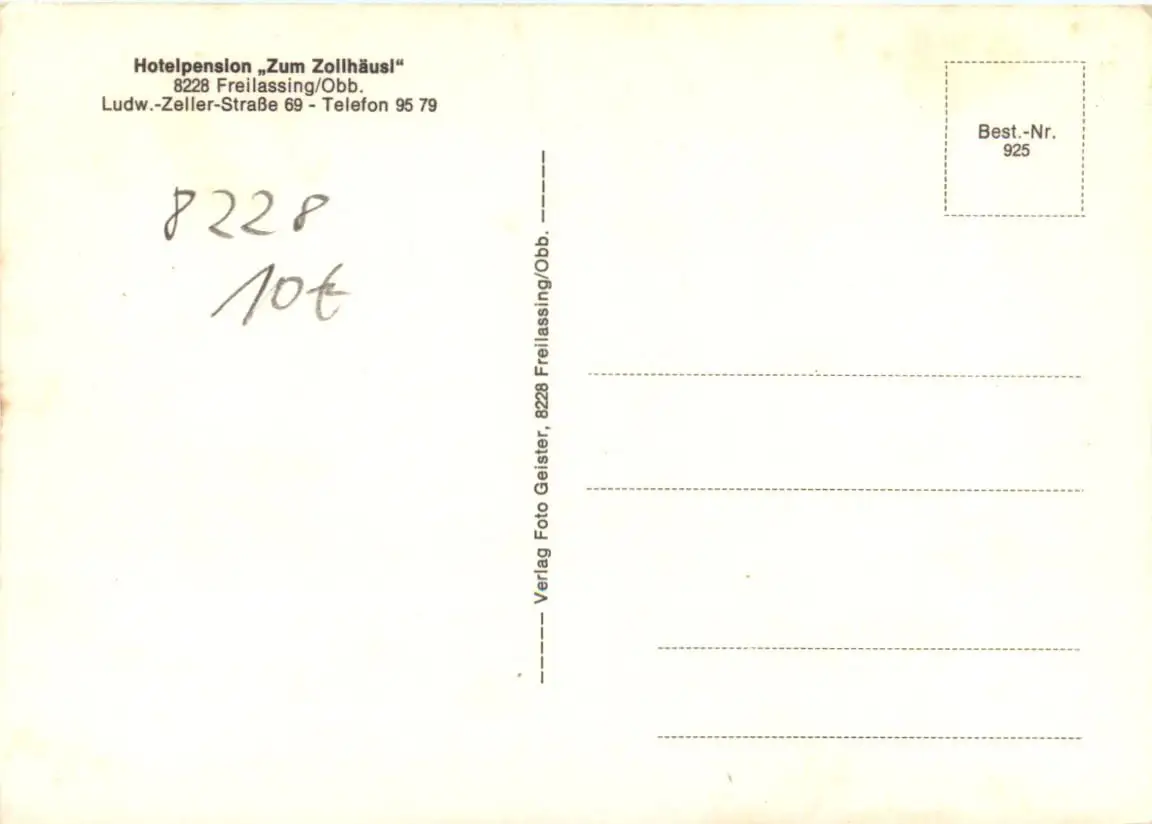 Hotelpension „Zum Zollhäusl“
8228 Freilassing/Obb.
Ludw.-Zeller-Straße 69 - Telefon 95 79
8228
10€
Verlag Foto Geister, 8228 Freilassing/Obb.
Best.-Nr.
925